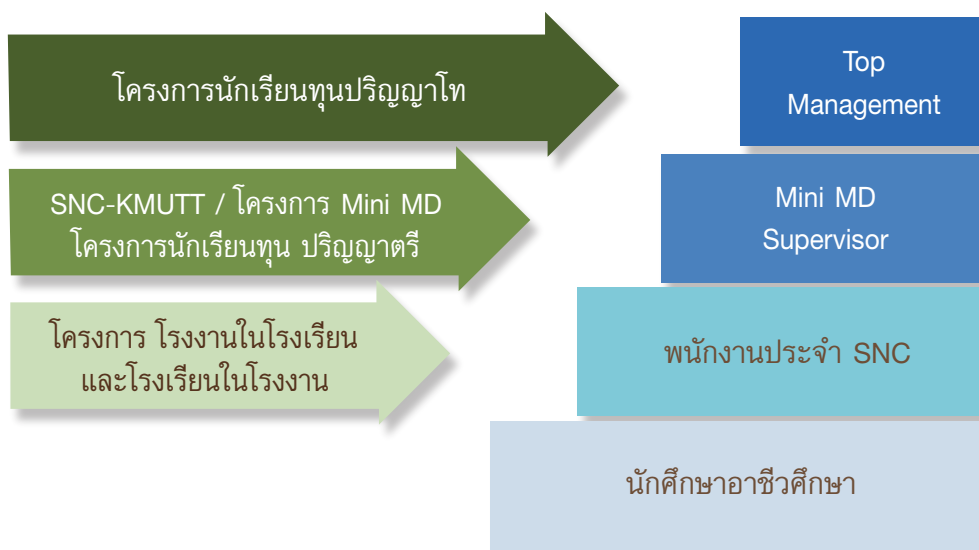 โครงการนักเรียนทุนปริญญาโท
Top
Management
SNC-KMUTT / โครงการ Mini MD
โครงการนักเรียนทุน ปริญญาตรี
Mini MD
Supervisor
โครงการ โรงงานในโรงเรียน
และโรงเรียนในโรงงาน
พนักงานประจำ SNC
นักศึกษาอาชีวศึกษา